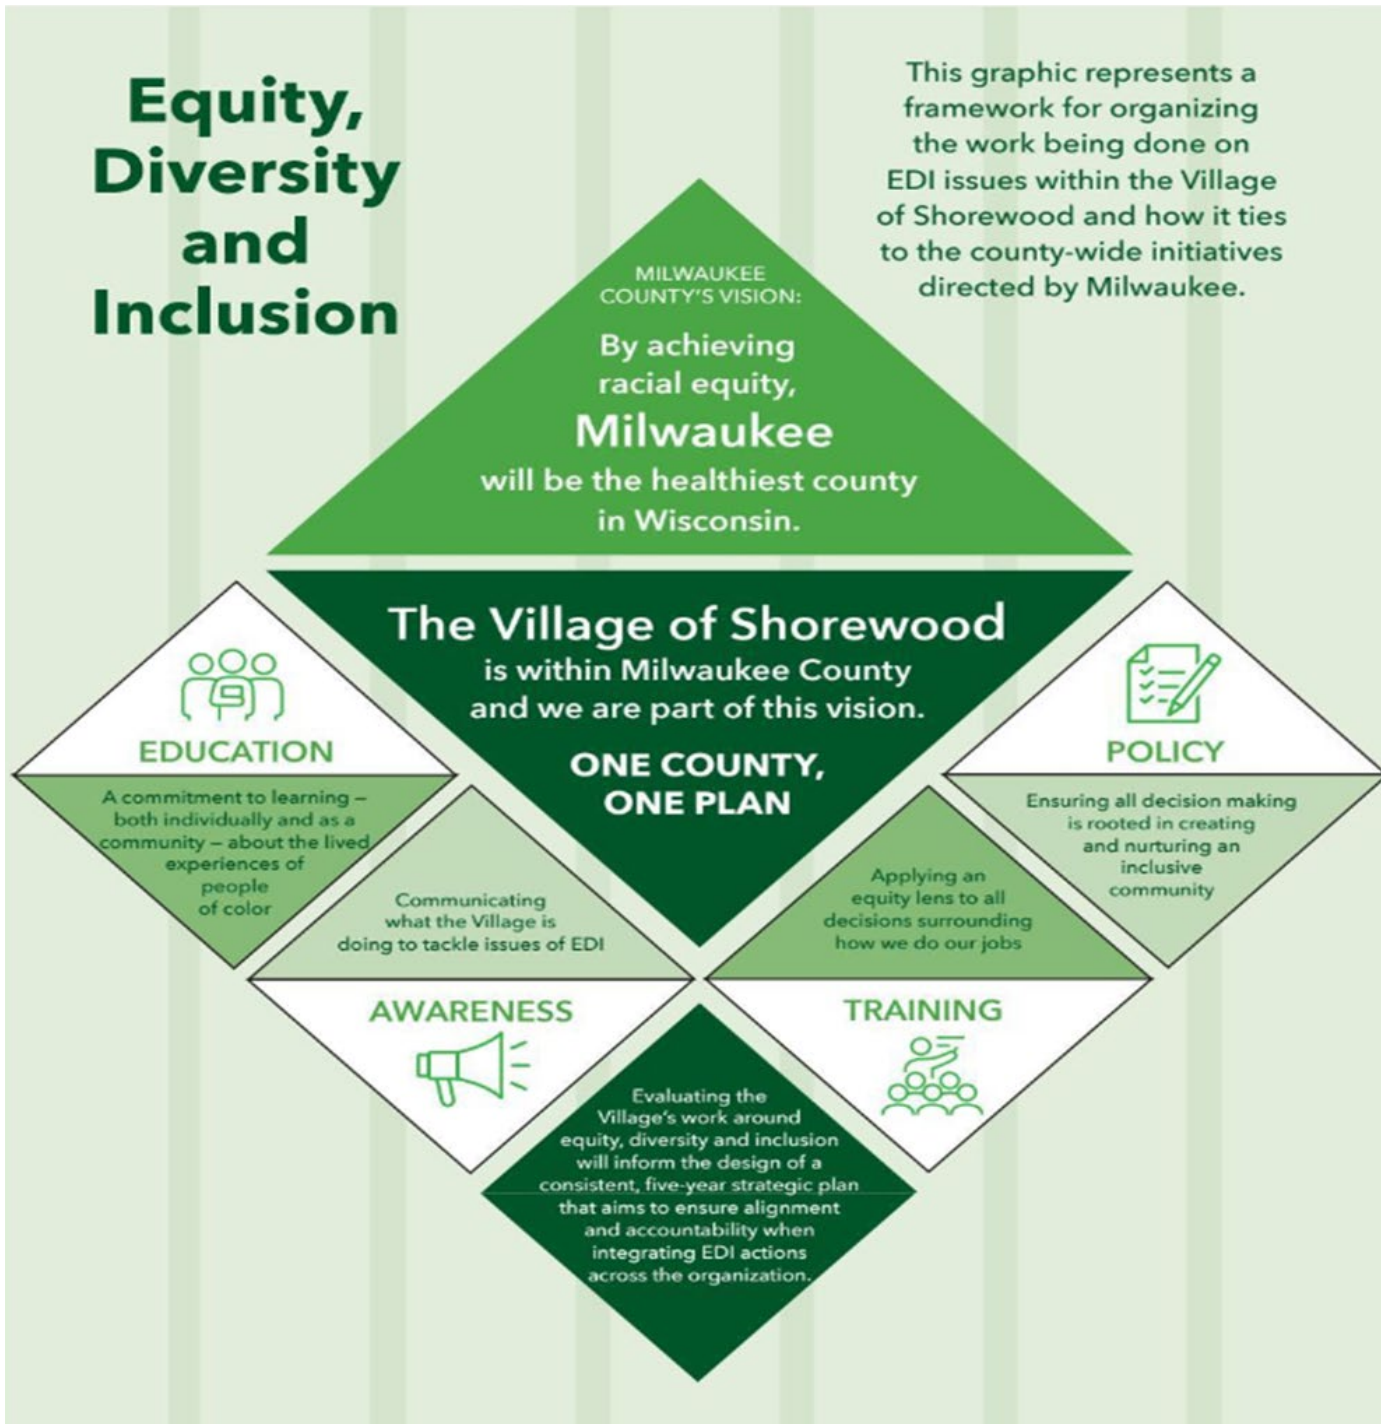 Equity,
Diversity
and
Inclusion
This graphic represents a
framework for organizing
the work being done on
EDI issues within the Village
of Shorewood and how it ties
to the county-wide initiatives
directed by Milwaukee.
MILWAUKEE
COUNTY'S VISION:
By achieving
racial equity,
Milwaukee
will be the healthiest county
in Wisconsin.
The Village of Shorewood
is within Milwaukee County
and we are part of this vision.
ONE COUNTY,
ONE PLAN
EDUCATION
A commitment to learning –
both individually and as a
community – about the lived
experiences of
people
of color
Communicating
what the Village is
doing to tackle issues of EDI
AWARENESS
Applying an
equity lens to all
decisions surrounding
how we do our jobs
TRAINING
POLICY
Ensuring all decision making
is rooted in creating
and nurturing an
inclusive
community
Evaluating the
Village's work around
equity, diversity and inclusion
will inform the design of a
consistent, five-year strategic plan
that aims to ensure alignment
and accountability when
integrating EDI actions
across the organization.